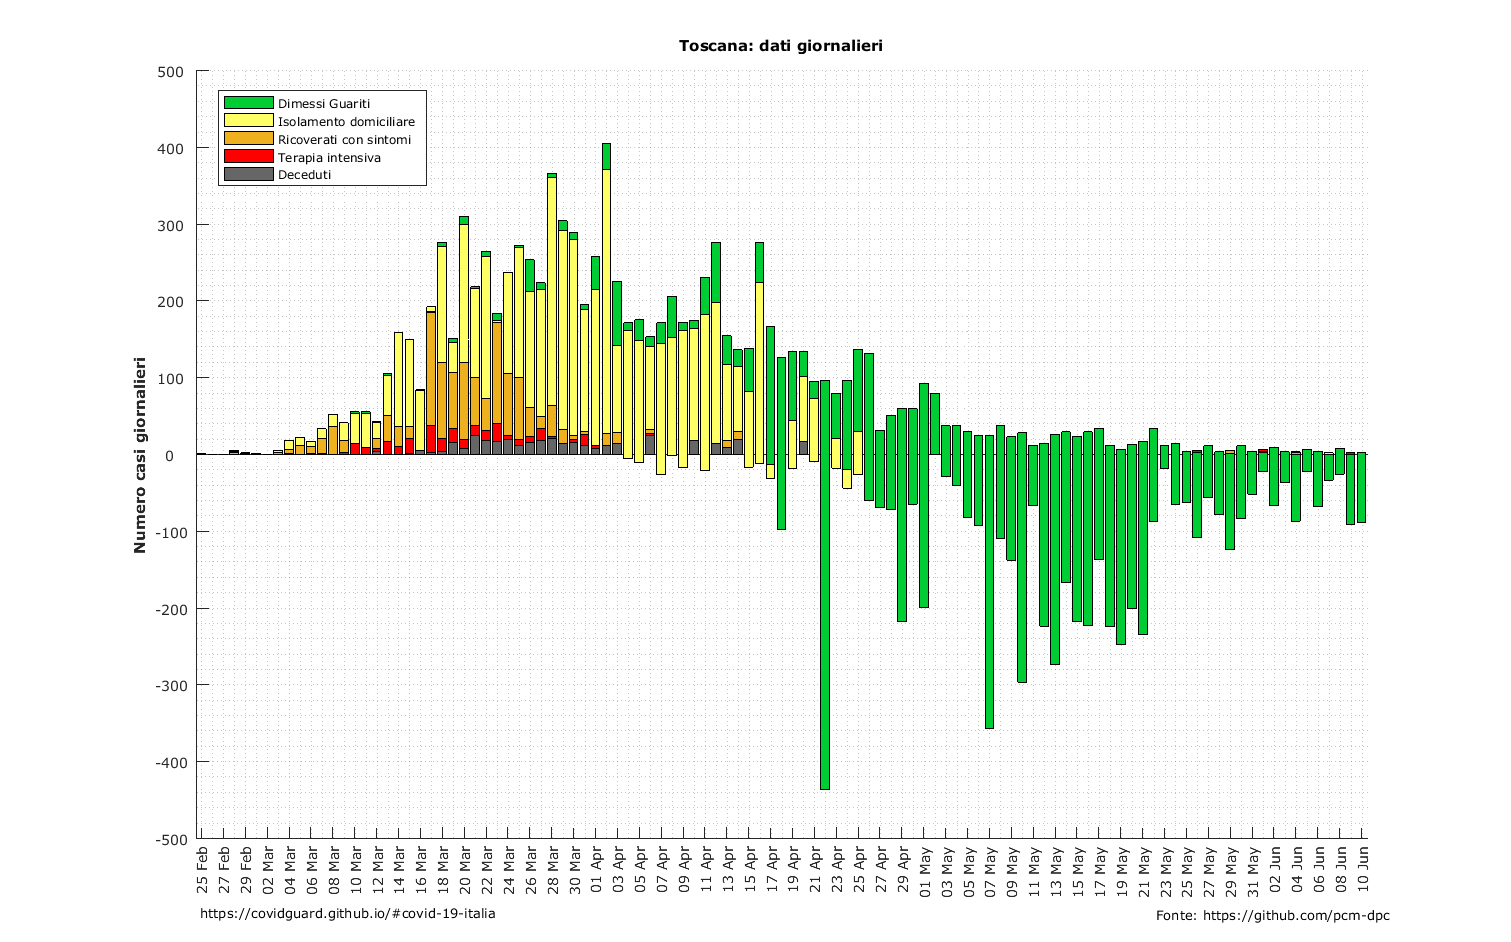 Toscana: dati giornalieri
500
400
300
200
100
0
-100
-200
-300
-400
-500
Numero casi giornalieri
Dimessi Guariti
Isolamento domiciliare
Ricoverati con sintomi
Terapia intensiva
Deceduti
25 Feb
27 Feb
29 Feb
02 Mar
04 Mar
06 Mar
08 Mar
10 Mar
12 Mar
14 Mar
16 Mar
18 Mar
20 Mar
22 Mar
24 Mar
26 Mar
28 Mar
30 Mar
01 Apr
03 Apr
05 Apr
07 Apr
09 Apr
11 Apr
13 Apr
15 Apr
17 Apr
19 Apr
21 Apr
23 Apr
25 Apr
27 Apr
29 Apr
01 May
03 May
05 May
07 May
09 May
11 May
13 May
15 May
17 May
19 May
21 May
23 May
25 May
27 May
29 May
31 May
02 Jun
04 Jun
06 Jun
08 Jun
10 Jun
https://covidguard.github.io/#covid-19-italia
Fonte: https://github.com/pcm-dpc